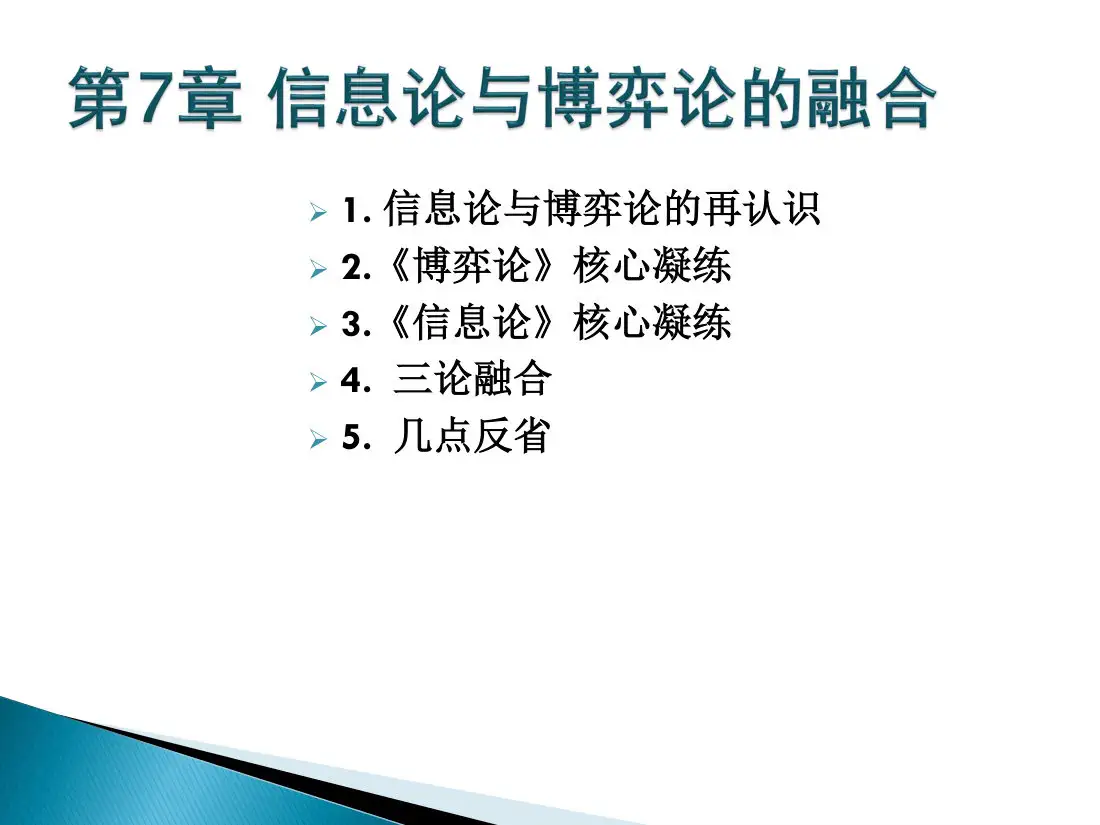 第7章 信息论与博弈论的融合
1. 信息论与博弈论的再认识
2.《博弈论》核心凝练
3.《信息论》核心凝练
4. 三论融合
5. 几点反省